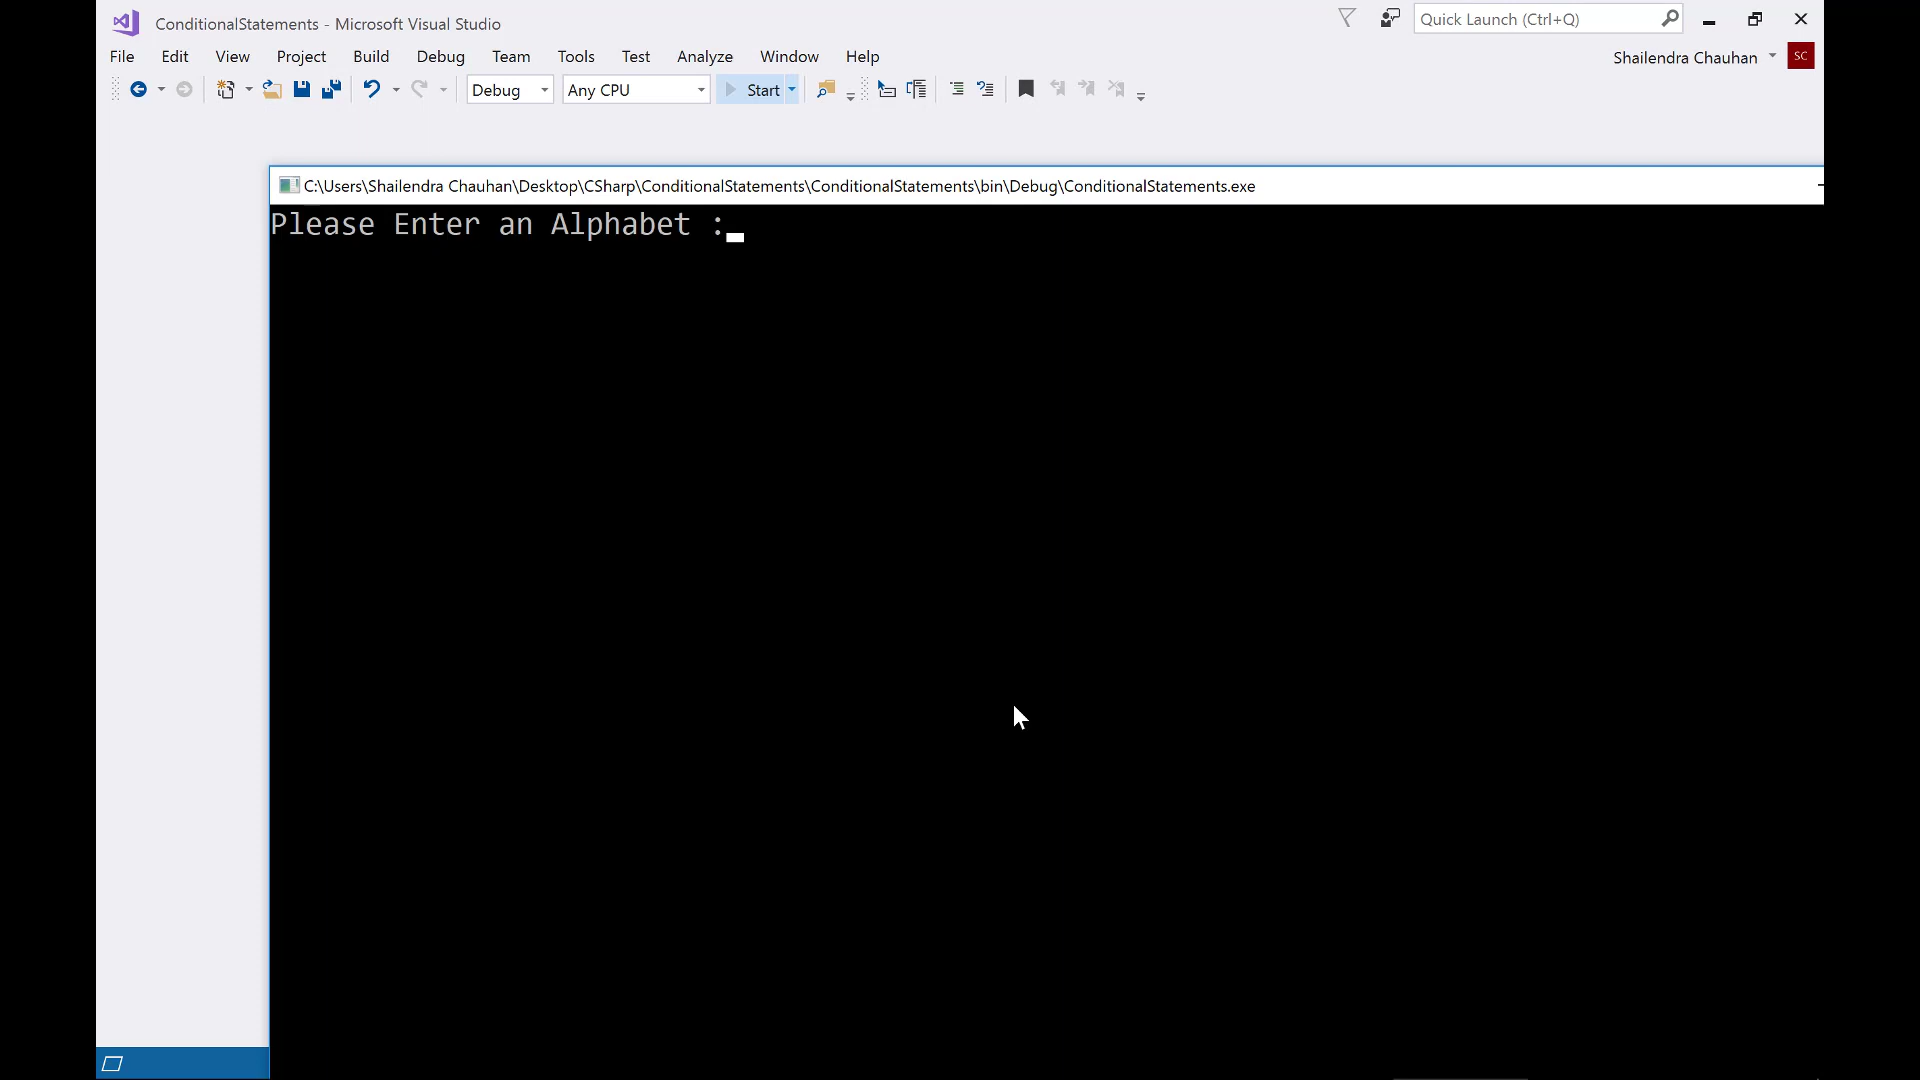 ConditionalStatements - Microsoft Visual Studio
Quick Launch (Ctrl+Q)
File Edit View Project Build Debug Team Tools Test Analyze Window Help
Shailendra Chauhan SC
Debug Any CPU Start
C:\Users\Shailendra Chauhan\Desktop\CSharp\ConditionalStatements\ConditionalStatements\bin\Debug\ConditionalStatements.exe
Please Enter an Alphabet :